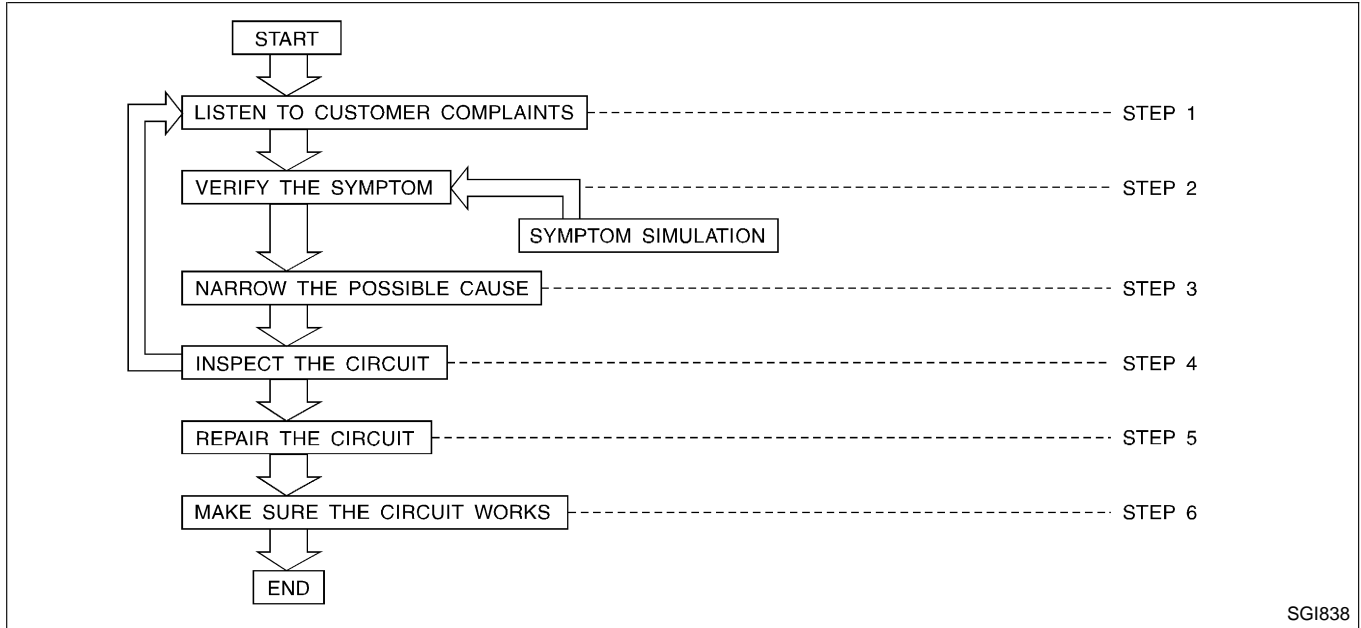 START
LISTEN TO CUSTOMER COMPLAINTS
STEP 1
VERIFY THE SYMPTOM
STEP 2
SYMPTOM SIMULATION
NARROW THE POSSIBLE CAUSE
STEP 3
INSPECT THE CIRCUIT
STEP 4
REPAIR THE CIRCUIT
STEP 5
MAKE SURE THE CIRCUIT WORKS
STEP 6
END
SGI838